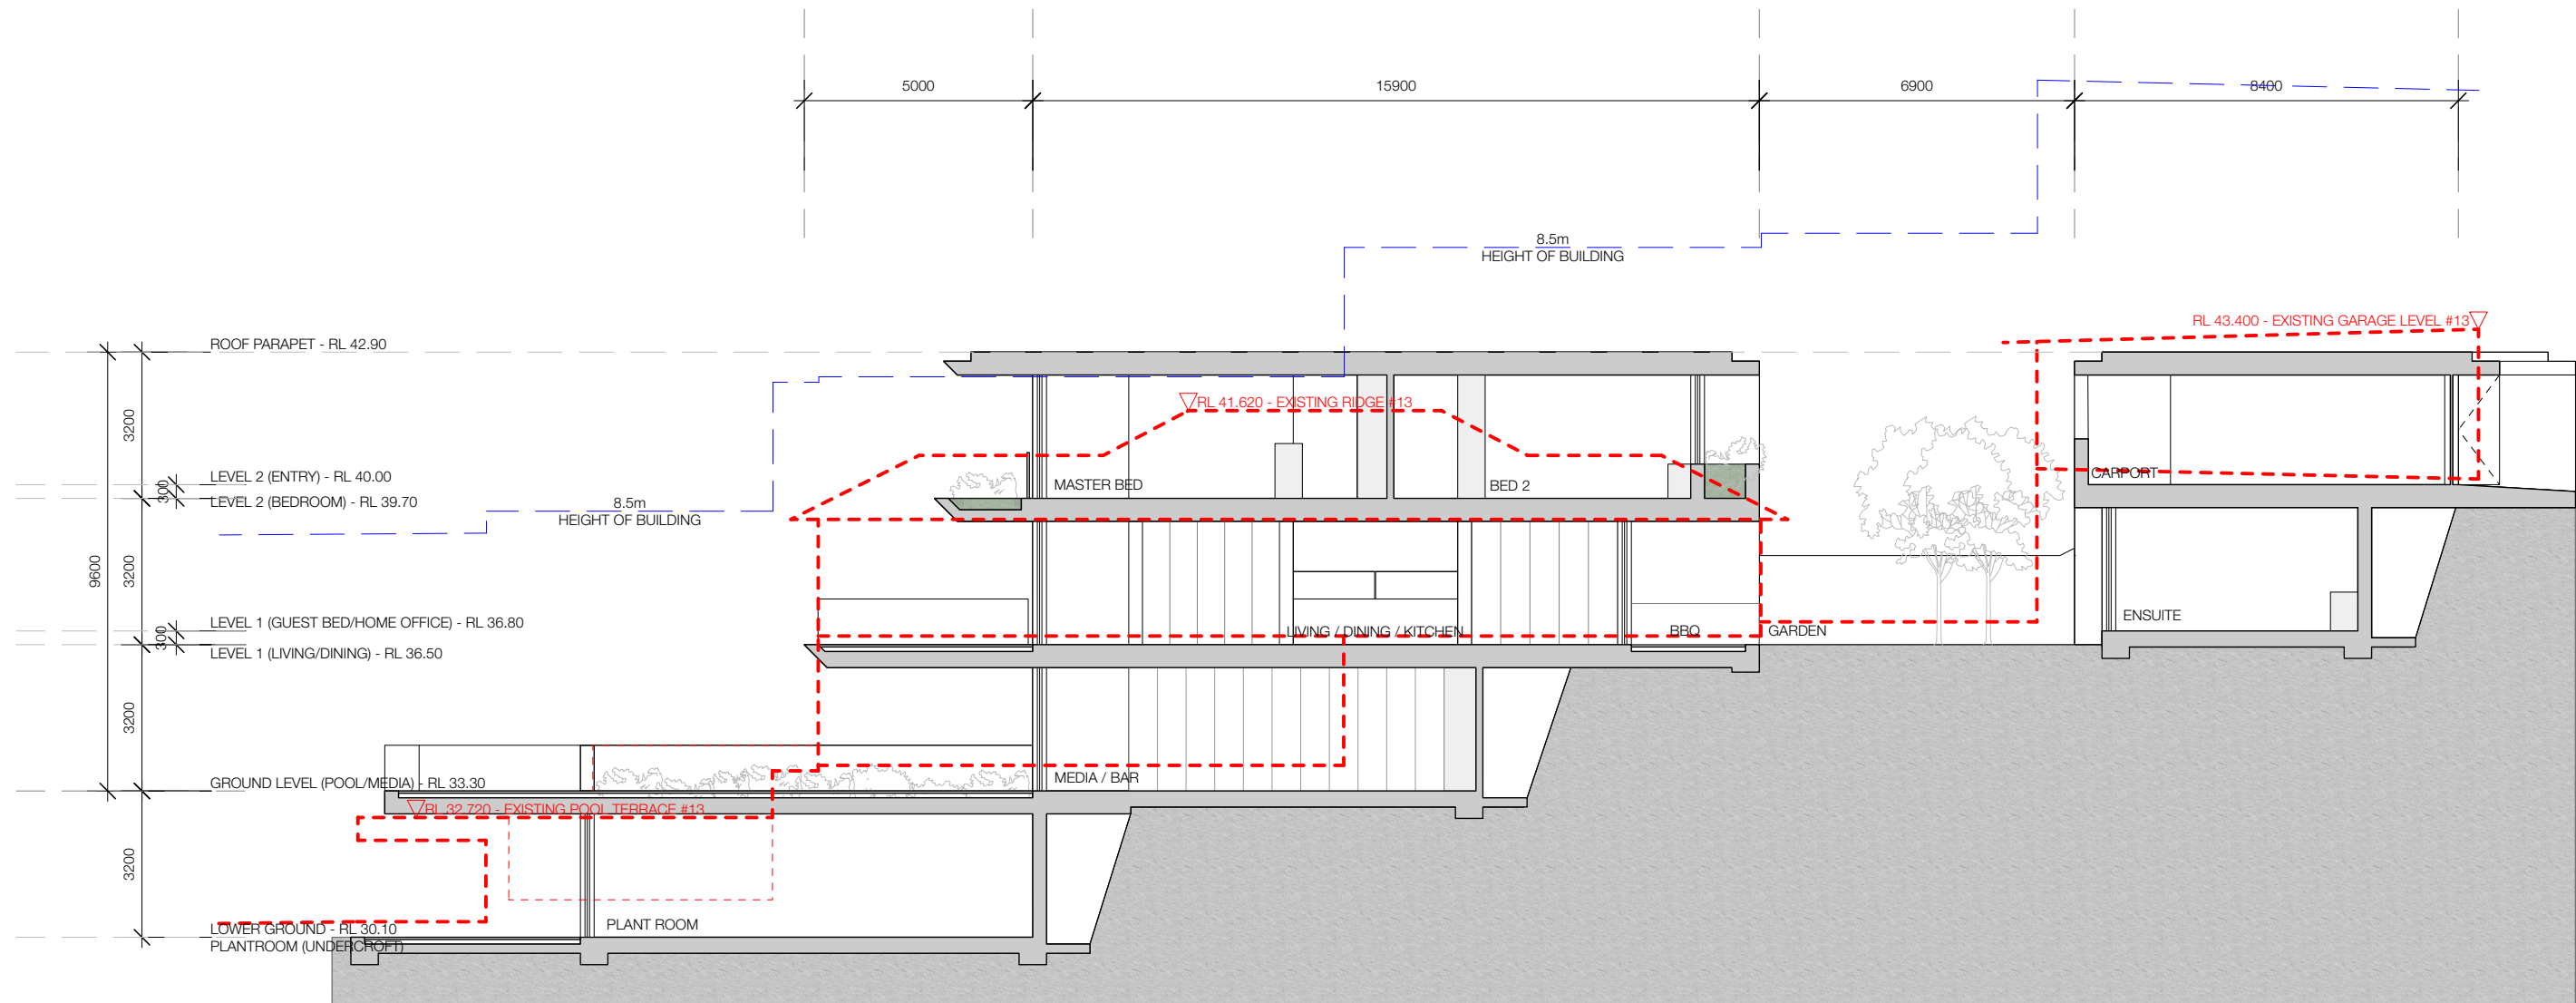 5000
15900
6900
8400
8.5m
HEIGHT OF BUILDING
RL 43.400 - EXISTING GARAGE LEVEL #13
ROOF PARAPET - RL 42.90
RL 41.620 - EXISTING RIDGE #13
3200
LEVEL 2 (ENTRY) - RL 40.00
300
LEVEL 2 (BEDROOM) - RL 39.70
MASTER BED
BED 2
CARPORT
8.5m
HEIGHT OF BUILDING
9600
3200
LEVEL 1 (GUEST BED/HOME OFFICE) - RL 36.80
300
LEVEL 1 (LIVING/DINING) - RL 36.50
LIVING / DINING / KITCHEN
BBQ
GARDEN
ENSUITE
3200
GROUND LEVEL (POOL/MEDIA) - RL 33.30
MEDIA / BAR
RL 32.720 - EXISTING POOL TERRACE #13
3200
LOWER GROUND - RL 30.10
PLANTROOM (UNDERCROFT)
PLANT ROOM